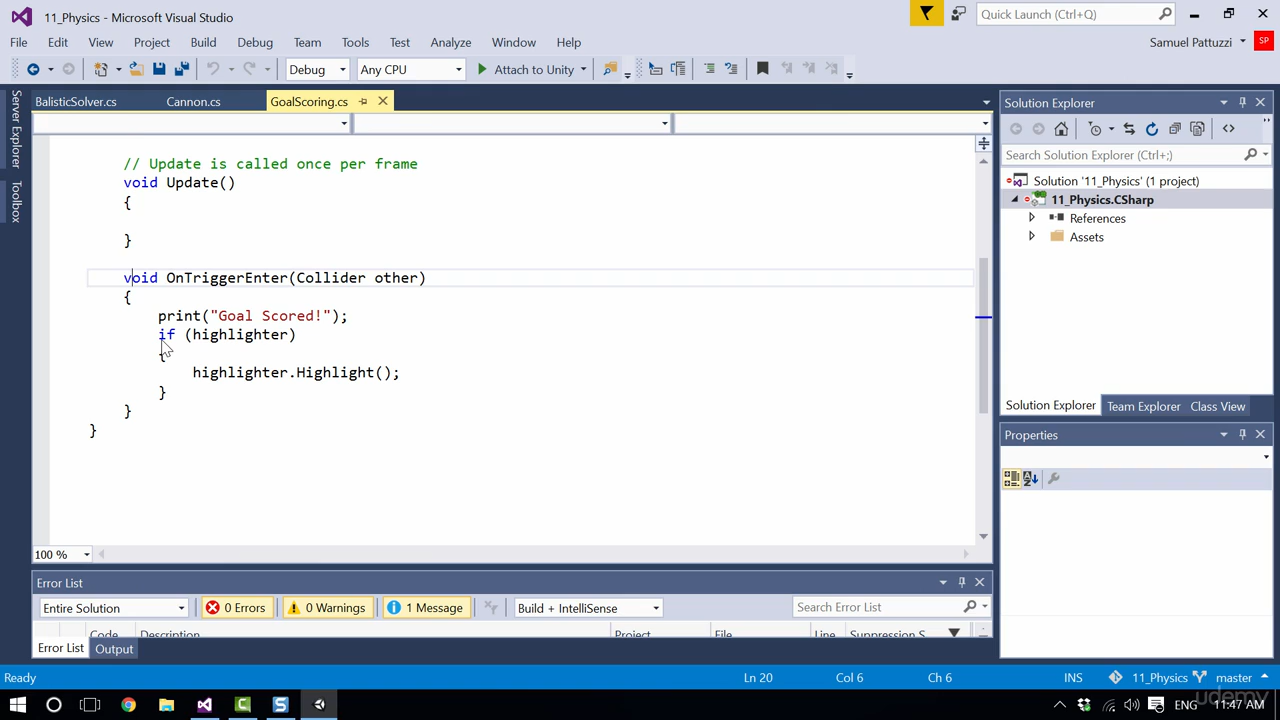 11_Physics - Microsoft Visual Studio
Quick Launch (Ctrl+Q)
File Edit View Project Build Debug Team Tools Test Analyze Window Help
Samuel Pattuzzi SP
Debug Any CPU Attach to Unity
BalisticSolver.cs Cannon.cs GoalScoring.cs
Server Explorer
Toolbox
// Update is called once per frame
void Update()
{
}
void OnTriggerEnter(Collider other)
{
print("Goal Scored!");
if (highlighter)
{
highlighter.Highlight();
}
}
}
100 %
Solution Explorer
Search Solution Explorer (Ctrl+;)
Solution '11_Physics' (1 project)
11_Physics.CSharp
References
Assets
Solution Explorer Team Explorer Class View
Properties
Error List
Entire Solution 0 Errors 0 Warnings 1 Message Build + IntelliSense Search Error List
Code Description Project File Line Suppression S
Error List Output
Ready Ln 20 Col 6 Ch 6 INS 11_Physics master
ENG 11:47 AM
udemy